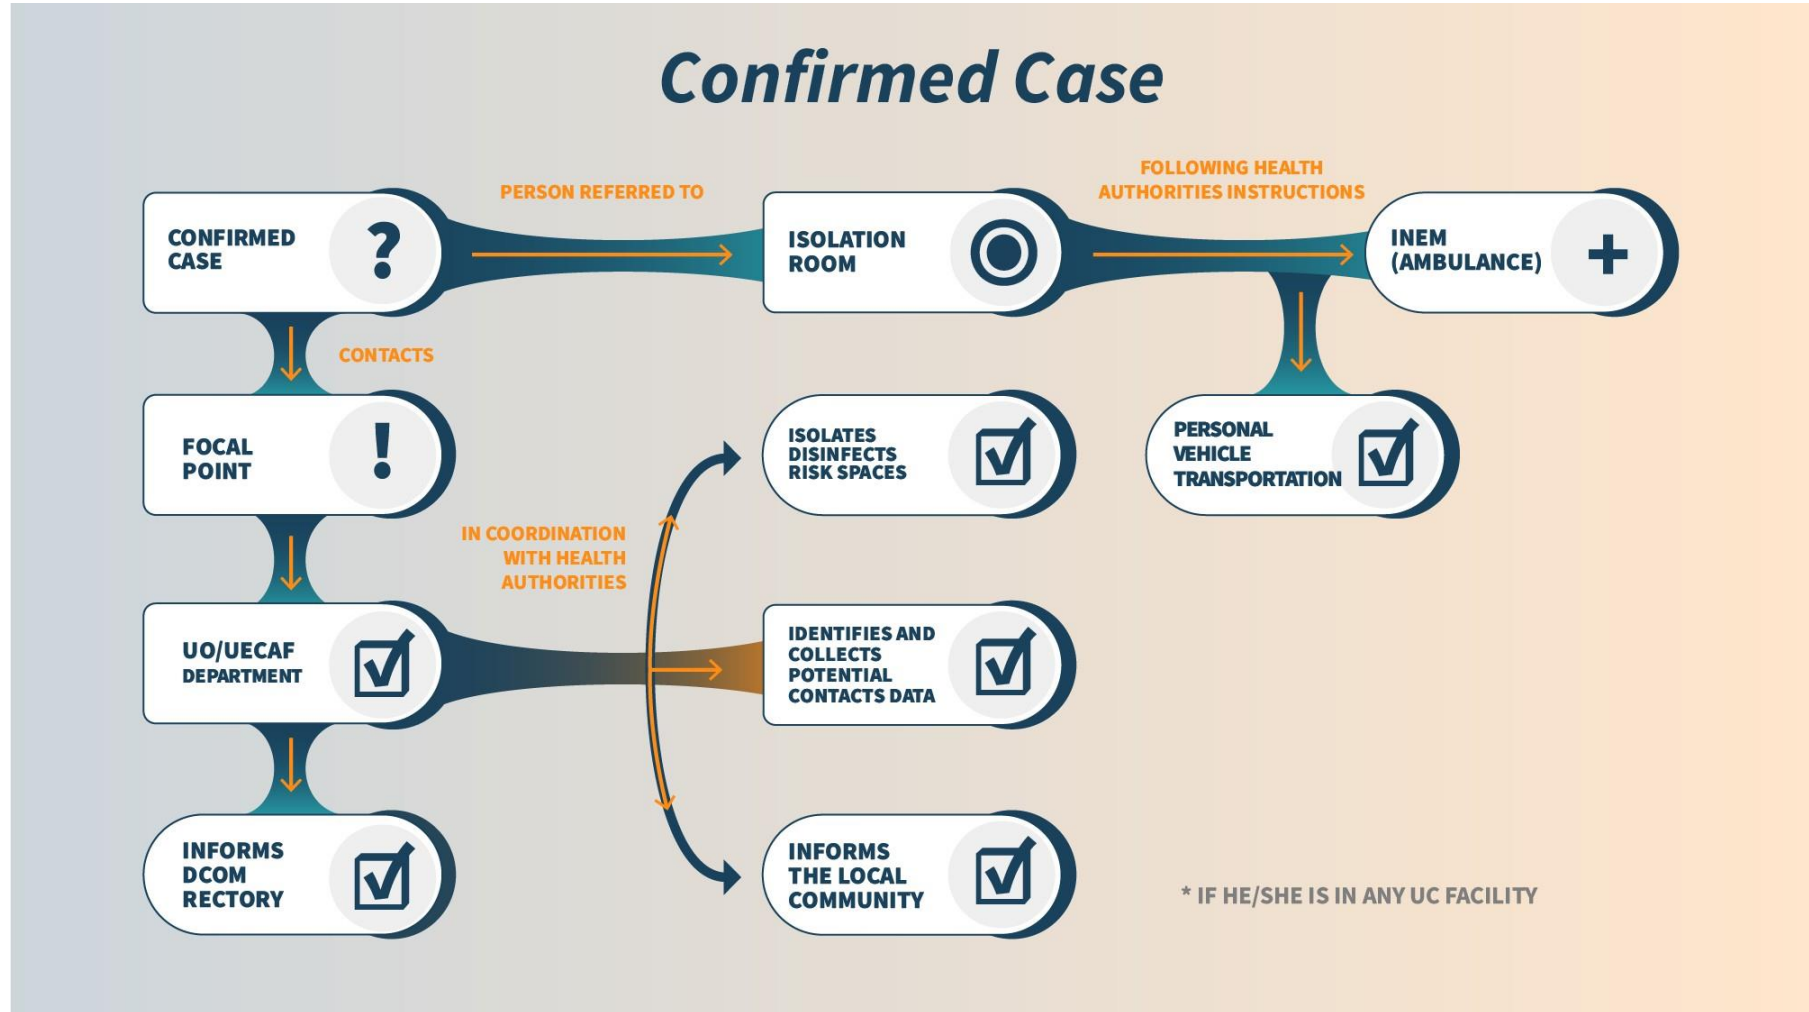 Confirmed Case
CONFIRMED
CASE
PERSON REFERRED TO
ISOLATION
ROOM
FOLLOWING HEALTH
AUTHORITIES INSTRUCTIONS
INEM
(AMBULANCE)
CONTACTS
FOCAL
POINT
ISOLATES
DISINFECTS
RISK SPACES
PERSONAL
VEHICLE
TRANSPORTATION
IN COORDINATION
WITH HEALTH
AUTHORITIES
UO/UECAF
DEPARTMENT
IDENTIFIES AND
COLLECTS
POTENTIAL
CONTACTS DATA
INFORMS
DCOM
RECTORY
INFORMS
THE LOCAL
COMMUNITY
* IF HE/SHE IS IN ANY UC FACILITY